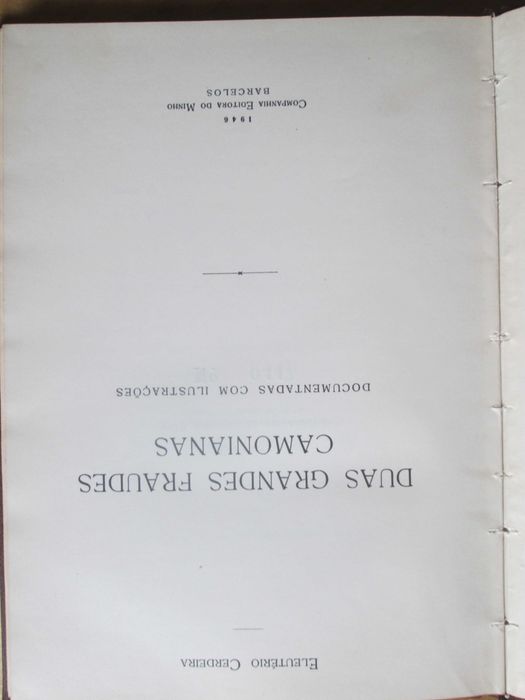 ELEUTÉRIO CERDEIRA
DUAS GRANDES FRAUDES
CAMONIANAS
DOCUMENTADAS COM ILUSTRAÇÕES
1946
COMPANHIA EDITORA DO MINHO
BARCELOS